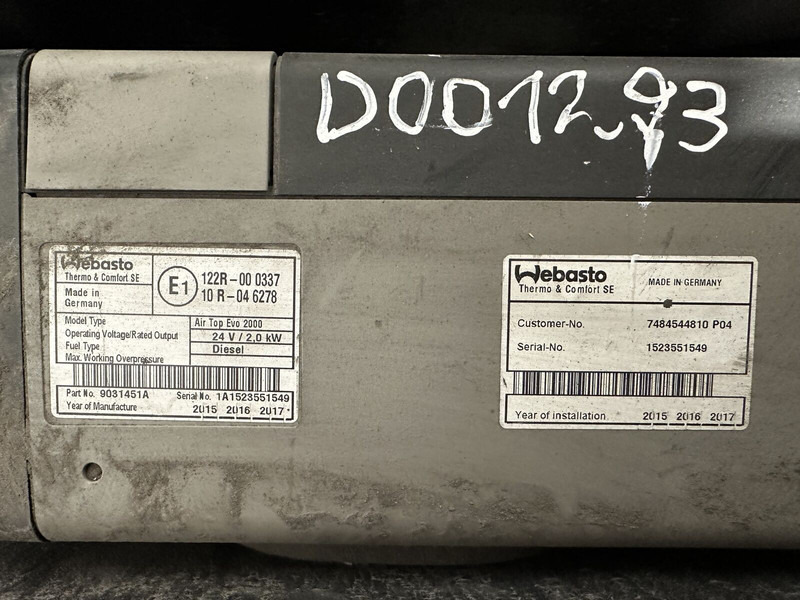 D001293
Webasto
Thermo & Comfort SE
Made in
Germany
E1
122R-00 0337
10 R-04 6278
Model Type Air Top Evo 2000
Operating Voltage/Rated Output 24 V / 2,0 kW
Fuel Type Diesel
Max. Working Overpressure
Part No. 9031451A Serial No. 1A1523551549
Year of Manufacture 2015 2016 2017
Webasto
Thermo & Comfort SE
MADE IN GERMANY
Customer-No. 7484544810 P04
Serial-No. 1523551549
Year of installation 2015 2016 2017